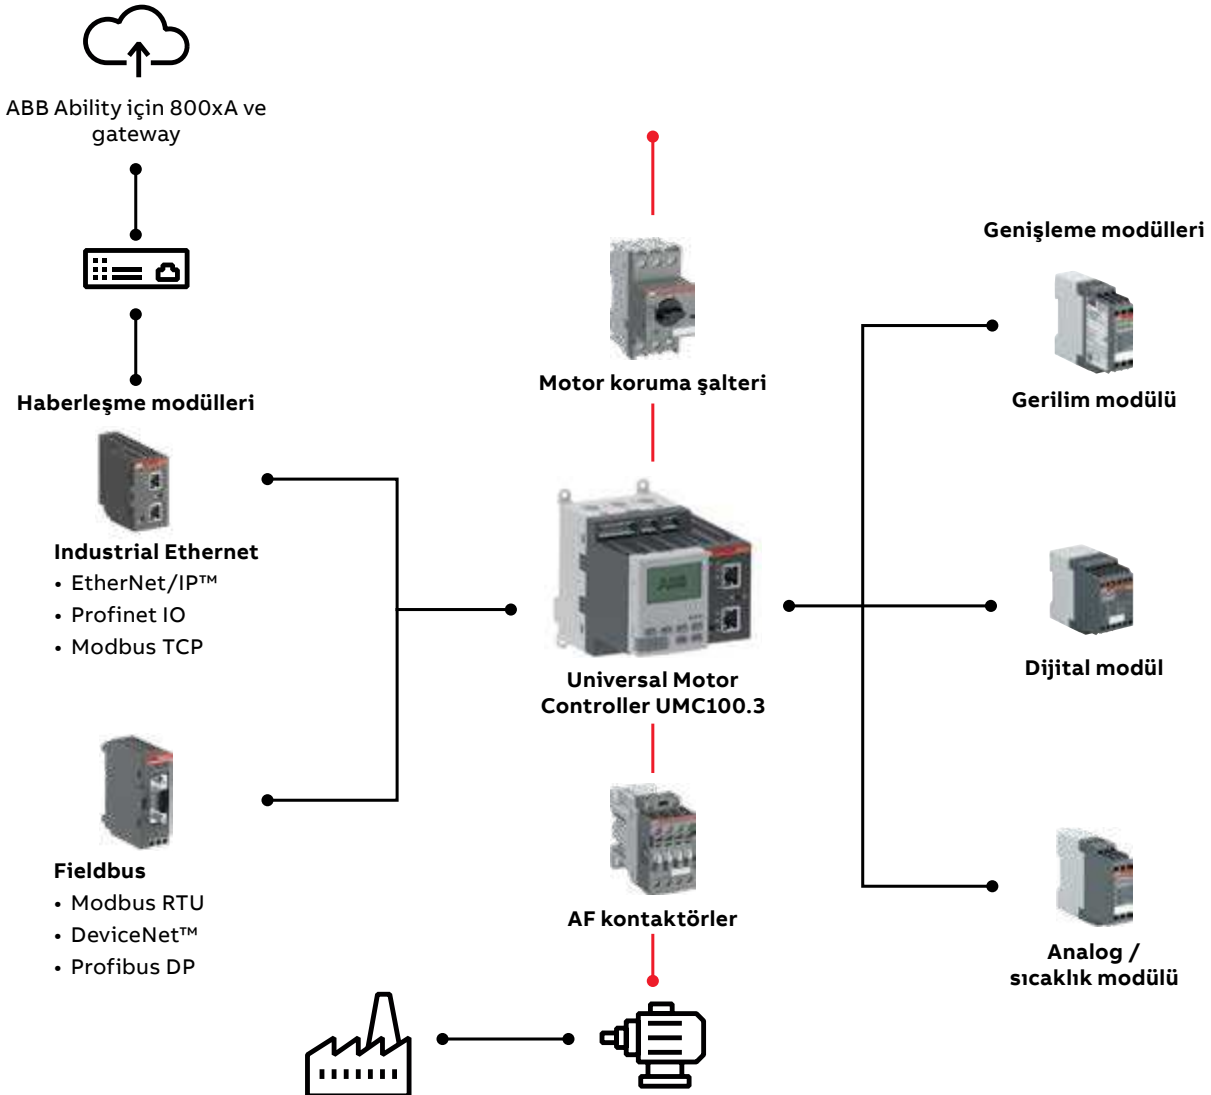 ABB Ability için 800xA ve
gateway
Haberleşme modülleri
Industrial Ethernet
• EtherNet/IP™
• Profinet IO
• Modbus TCP
Fieldbus
• Modbus RTU
• DeviceNet™
• Profibus DP
Motor koruma şalteri
ABB
Universal Motor
Controller UMC100.3
AF kontaktörler
Genişleme modülleri
Gerilim modülü
Dijital modül
Analog /
sıcaklık modülü